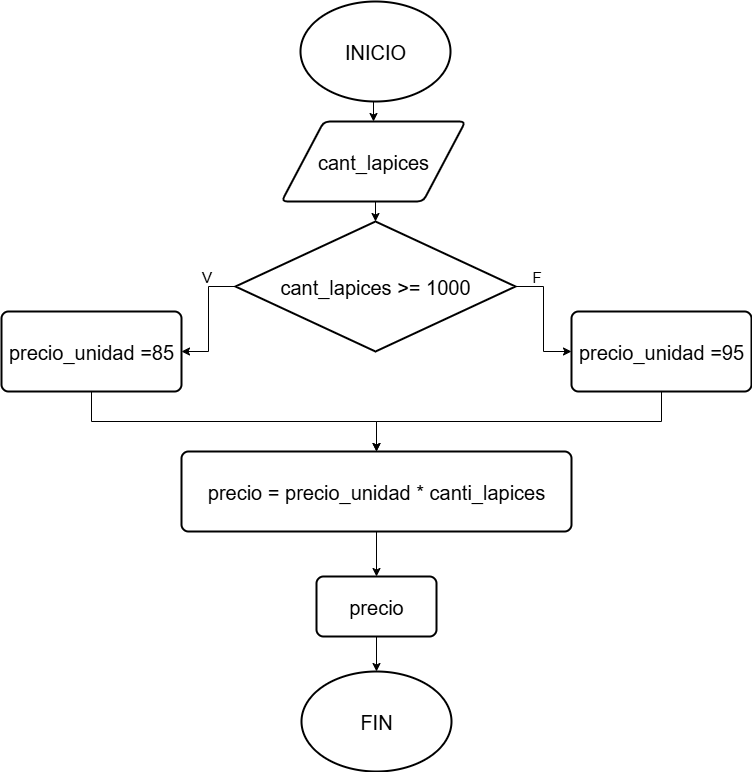 INICIO
cant_lapices
cant_lapices >= 1000
V
F
precio_unidad =85
precio_unidad =95
precio = precio_unidad * canti_lapices
precio
FIN